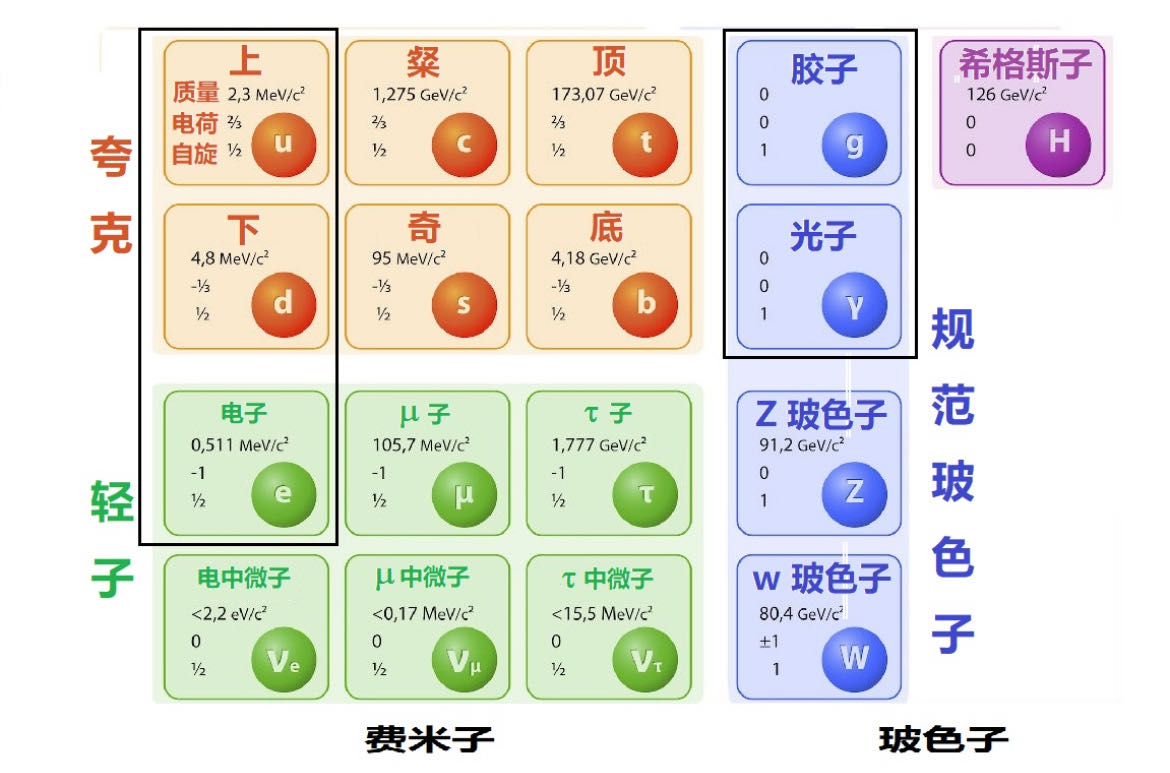 夸克
上
质量 2,3 MeV/c²
电荷 ⅔
自旋 ½
u
粲
1,275 GeV/c²
⅔
½
c
顶
173,07 GeV/c²
⅔
½
t
下
4,8 MeV/c²
-⅓
½
d
奇
95 MeV/c²
-⅓
½
s
底
4,18 GeV/c²
-⅓
½
b
轻子
电子
0,511 MeV/c²
-1
½
e
μ 子
105,7 MeV/c²
-1
½
μ
τ 子
1,777 GeV/c²
-1
½
τ
电中微子
<2,2 eV/c²
0
½
νe
μ 中微子
<0,17 MeV/c²
0
½
νμ
τ 中微子
<15,5 MeV/c²
0
½
ντ
费米子
胶子
0
0
1
g
光子
0
0
1
γ
Z 玻色子
91,2 GeV/c²
0
1
Z
w 玻色子
80,4 GeV/c²
±1
1
W
希格斯子
126 GeV/c²
0
0
H
规范玻色子
玻色子